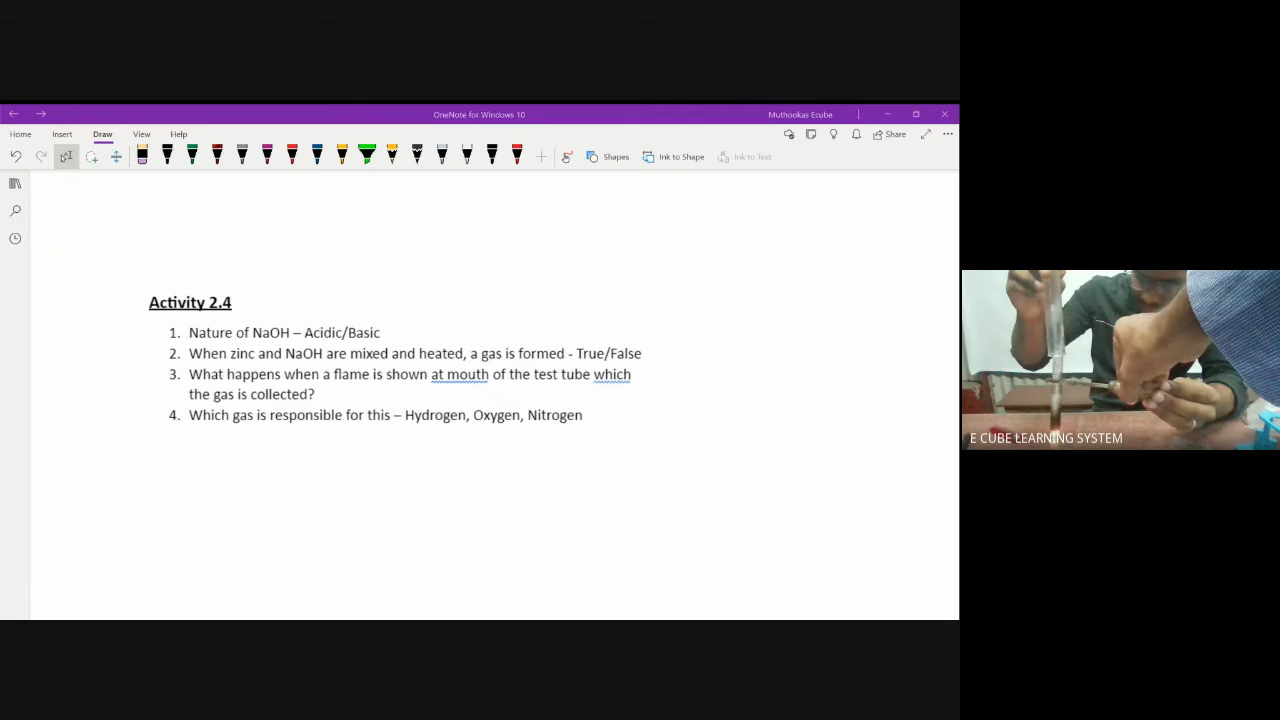 OneNote for Windows 10
Muthookas Ecube
Home Insert Draw View Help
Share
Shapes Ink to Shape Ink to Text
Activity 2.4
1. Nature of NaOH – Acidic/Basic
2. When zinc and NaOH are mixed and heated, a gas is formed - True/False
3. What happens when a flame is shown at mouth of the test tube which
the gas is collected?
4. Which gas is responsible for this – Hydrogen, Oxygen, Nitrogen
E CUBE LEARNING SYSTEM